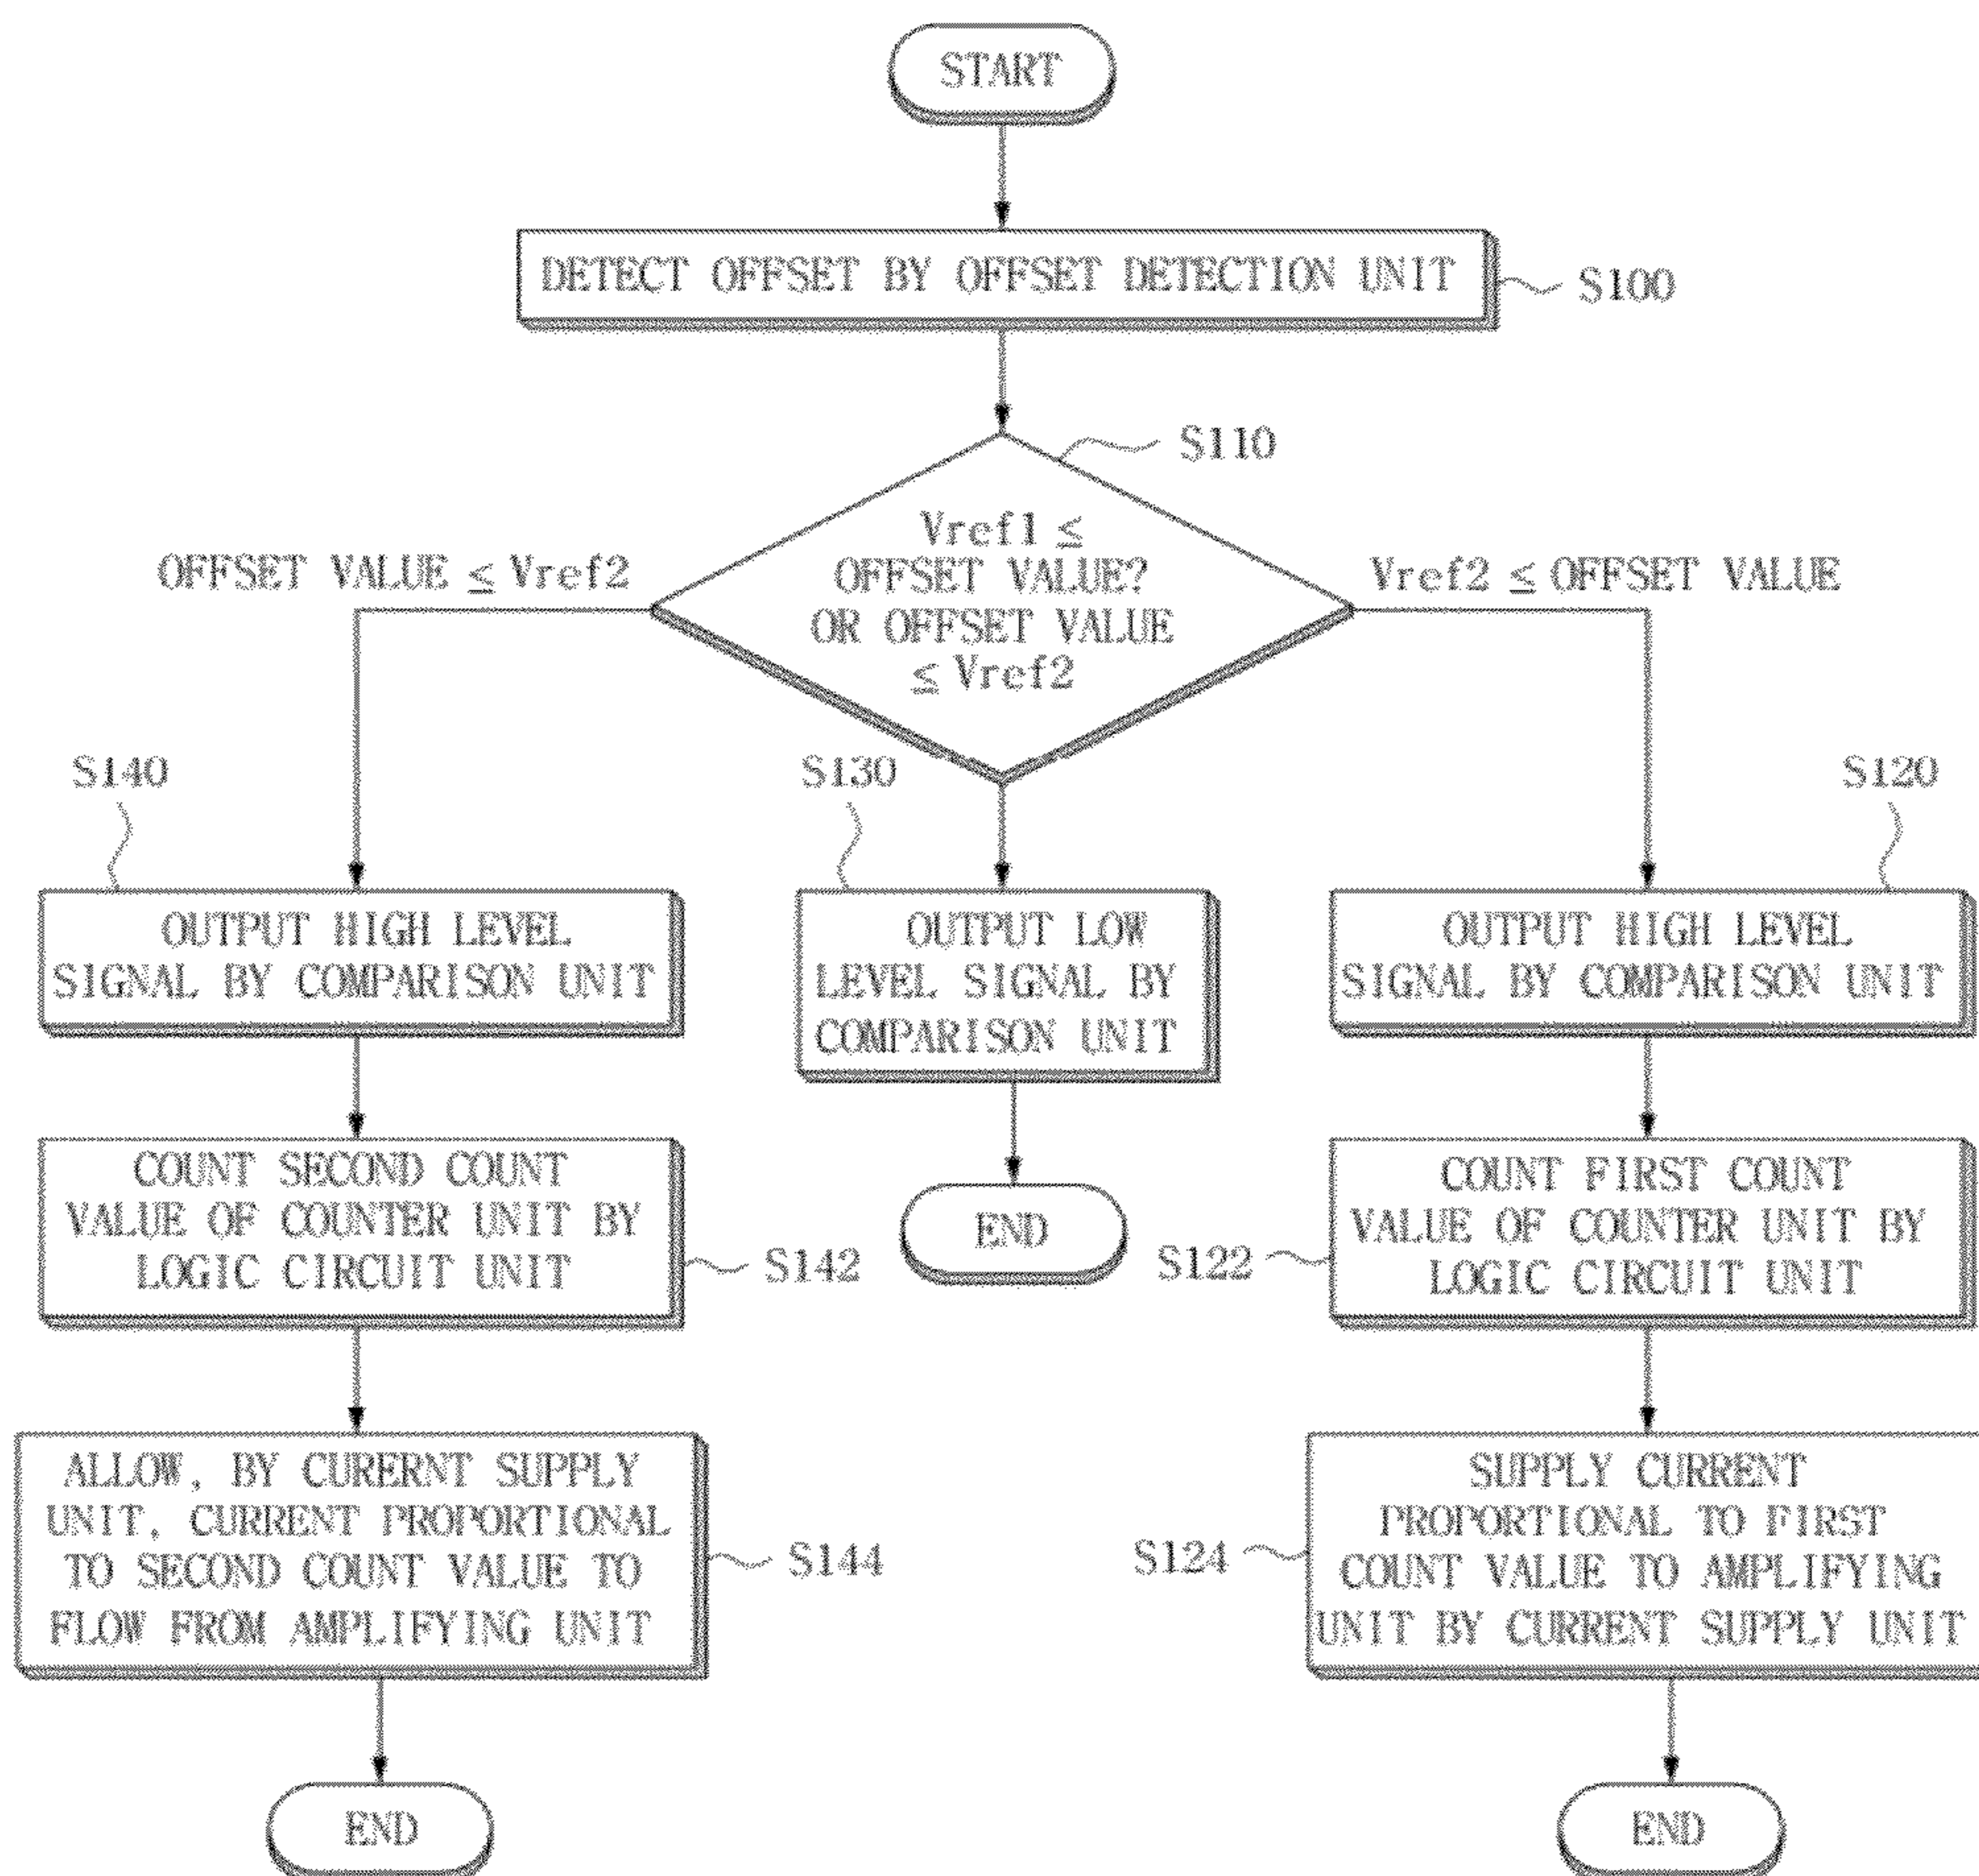 START
DETECT OFFSET BY OFFSET DETECTION UNIT
S100
S110
Vref1 ≤
OFFSET VALUE?
OR OFFSET VALUE
≤ Vref2
OFFSET VALUE ≤ Vref2
Vref2 ≤ OFFSET VALUE
S140
S130
S120
OUTPUT HIGH LEVEL
SIGNAL BY COMPARISON UNIT
OUTPUT LOW
LEVEL SIGNAL BY
COMPARISON UNIT
OUTPUT HIGH LEVEL
SIGNAL BY COMPARISON UNIT
COUNT SECOND COUNT
VALUE OF COUNTER UNIT BY
LOGIC CIRCUIT UNIT
S142
END
S122
COUNT FIRST COUNT
VALUE OF COUNTER UNIT BY
LOGIC CIRCUIT UNIT
ALLOW, BY CURERNT SUPPLY
UNIT, CURRENT PROPORTIONAL
TO SECOND COUNT VALUE TO
FLOW FROM AMPLIFYING UNIT
S144
S124
SUPPLY CURRENT
PROPORTIONAL TO FIRST
COUNT VALUE TO AMPLIFYING
UNIT BY CURRENT SUPPLY UNIT
END
END